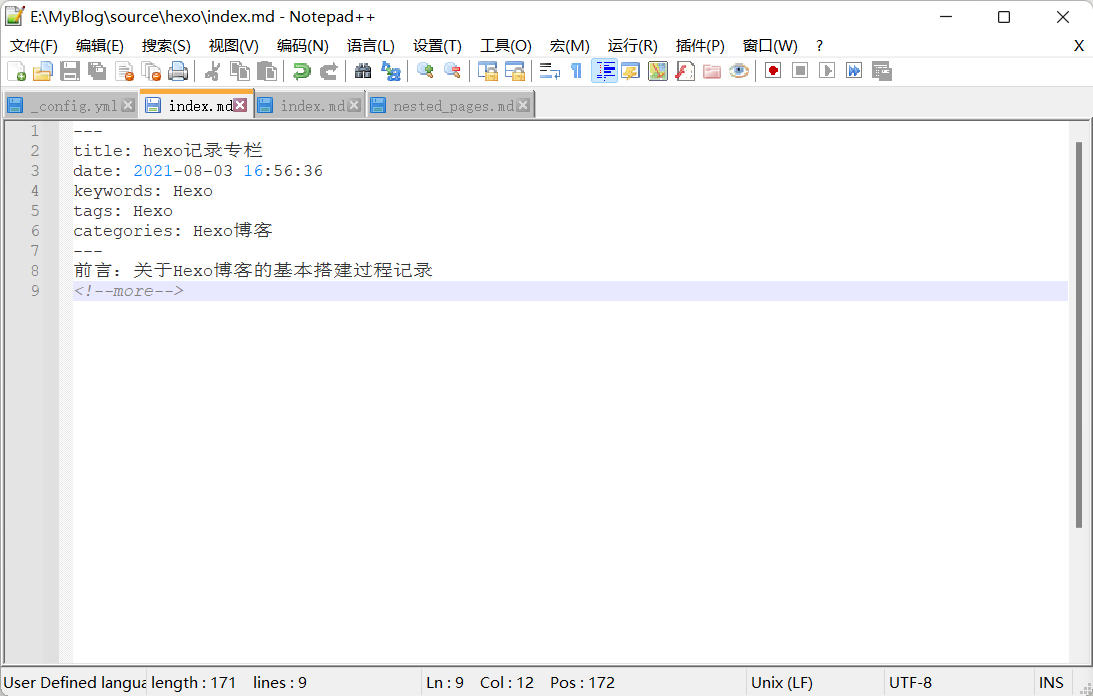 E:\MyBlog\source\hexo\index.md - Notepad++
文件(F) 编辑(E) 搜索(S) 视图(V) 编码(N) 语言(L) 设置(T) 工具(O) 宏(M) 运行(R) 插件(P) 窗口(W) ? X
_config.yml index.md index.md nested_pages.md
1 ---
2 title: hexo记录专栏
3 date: 2021-08-03 16:56:36
4 keywords: Hexo
5 tags: Hexo
6 categories: Hexo博客
7 ---
8 前言：关于Hexo博客的基本搭建过程记录
9 <!--more-->
User Defined langua length : 171 lines : 9 Ln : 9 Col : 12 Pos : 172 Unix (LF) UTF-8 INS